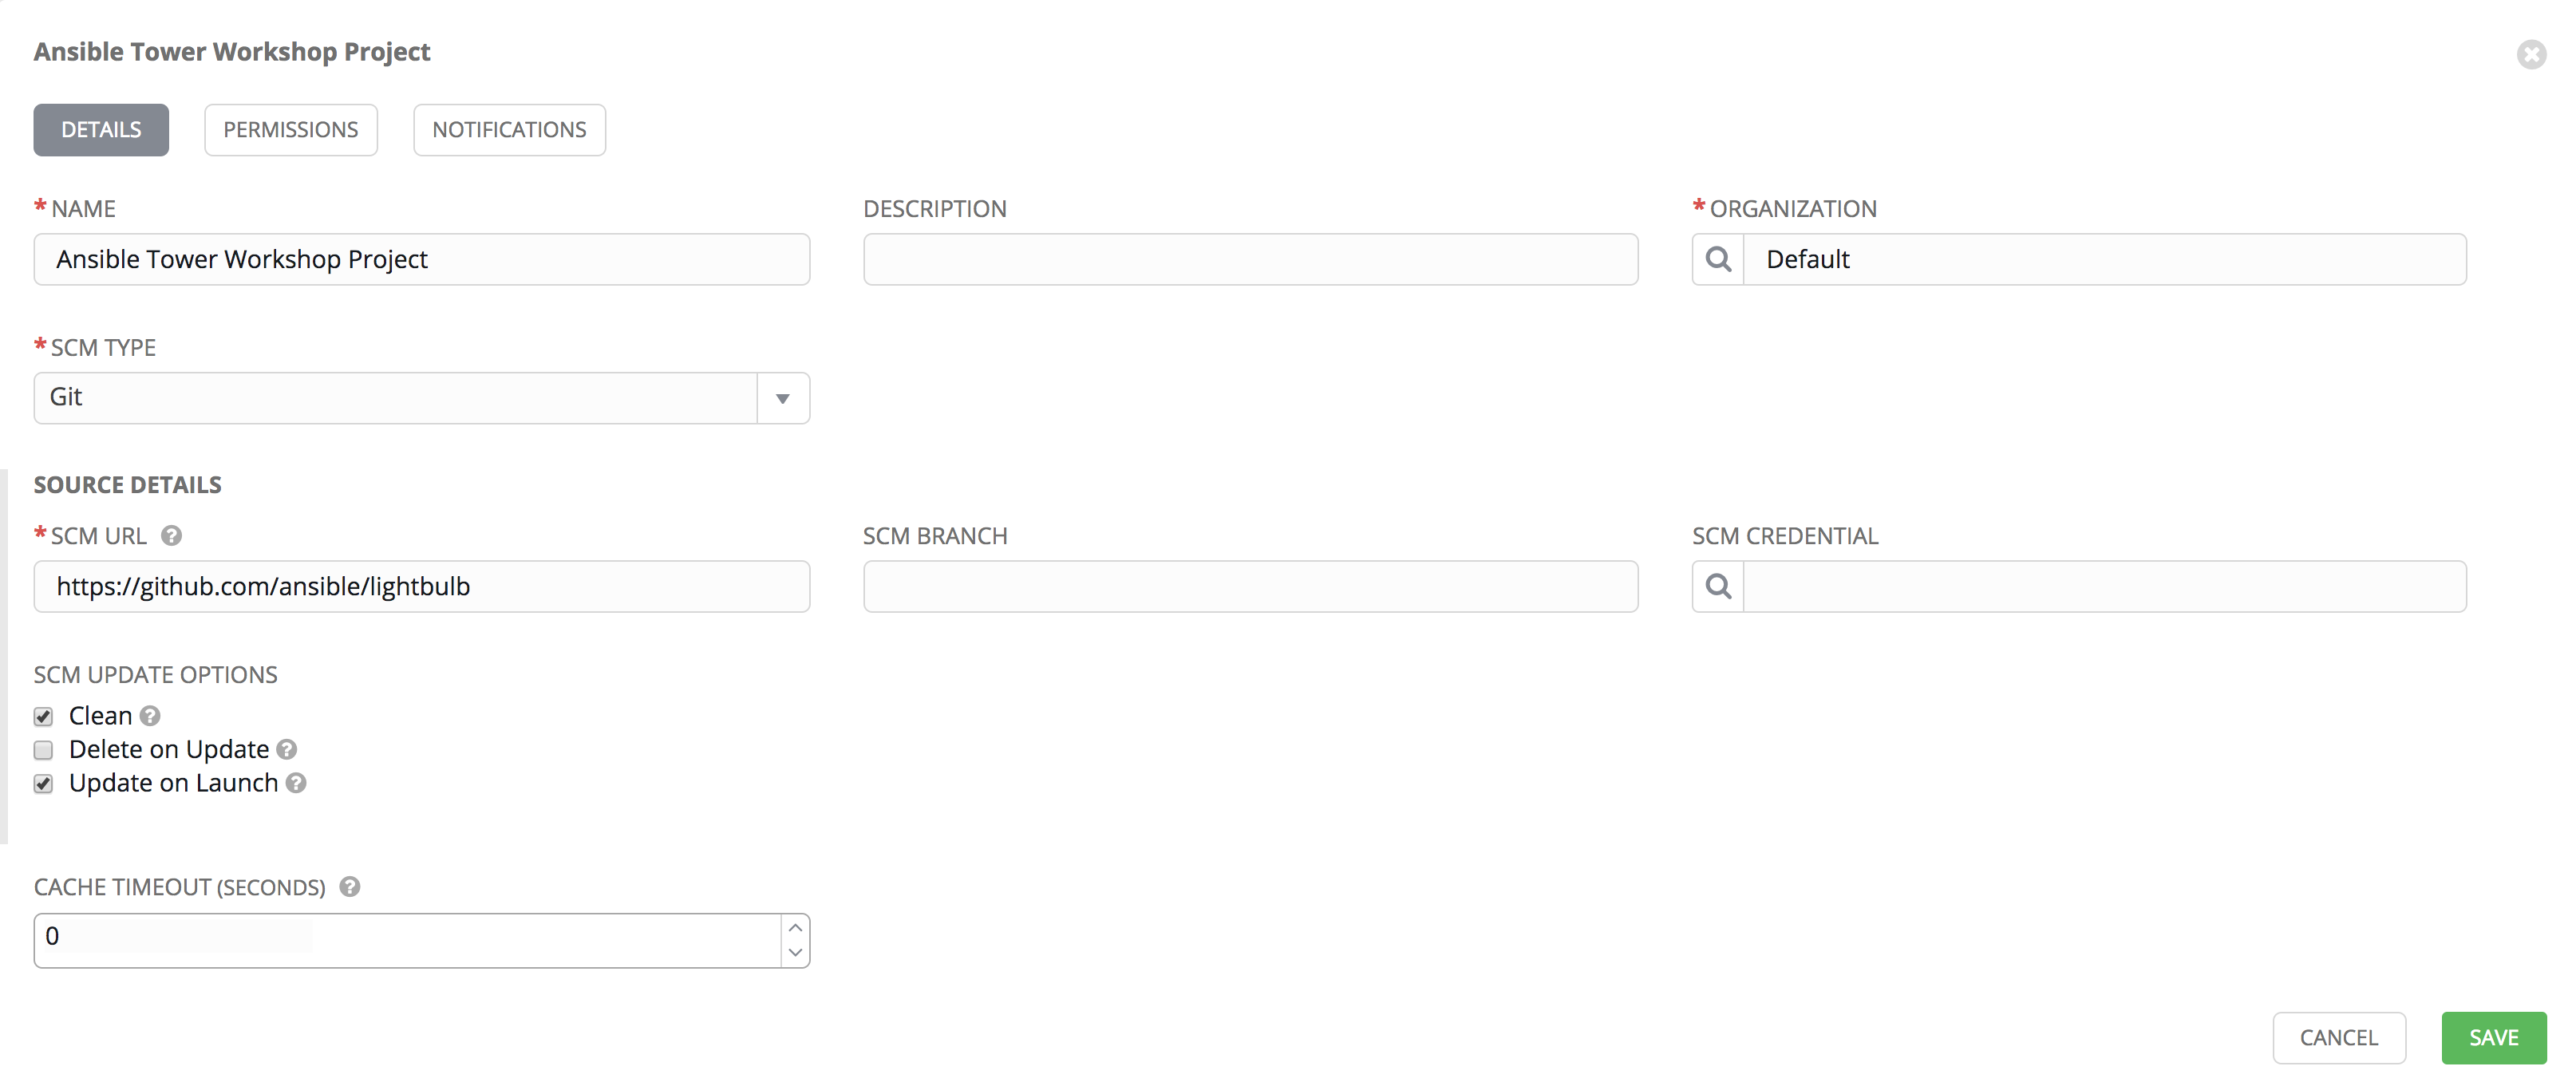 Ansible Tower Workshop Project
DETAILS PERMISSIONS NOTIFICATIONS
* NAME DESCRIPTION * ORGANIZATION
Ansible Tower Workshop Project Default
* SCM TYPE
Git
SOURCE DETAILS
* SCM URL ? SCM BRANCH SCM CREDENTIAL
https://github.com/ansible/lightbulb
SCM UPDATE OPTIONS
Clean ?
Delete on Update ?
Update on Launch ?
CACHE TIMEOUT (SECONDS) ?
0
CANCEL SAVE